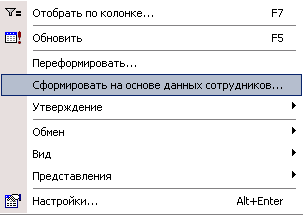 Отобрать по колонке... F7
Обновить F5
Переформировать...
Сформировать на основе данных сотрудников...
Утверждение
Обмен
Вид
Представления
Настройки... Alt+Enter